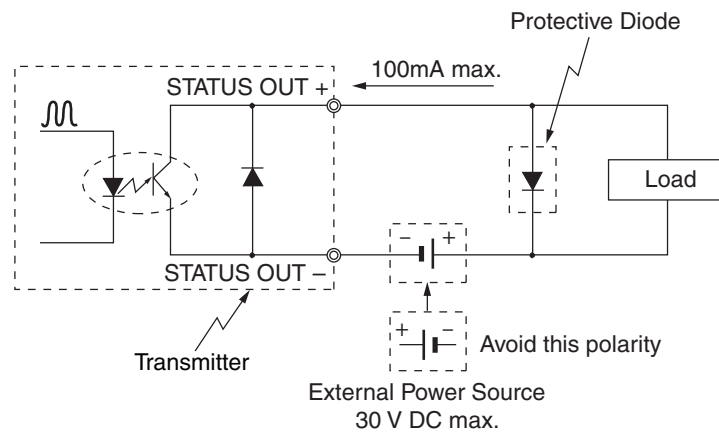 Protective Diode
100mA max.
STATUS OUT +
Load
− +
STATUS OUT −
+ −
Avoid this polarity
Transmitter
External Power Source
30 V DC max.